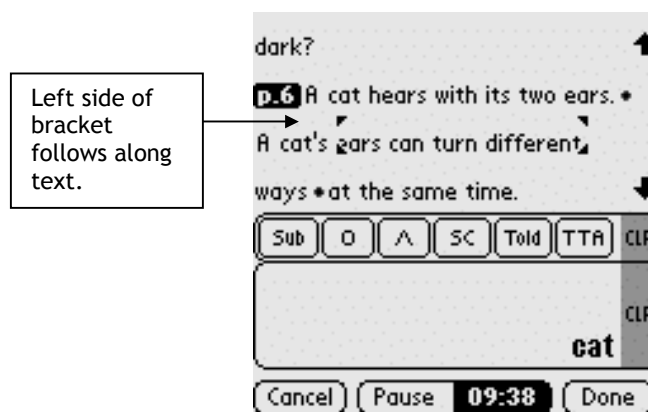 Left side of
bracket
follows along
text.
dark?
p.6 A cat hears with its two ears. •
A cat's ears can turn different
ways • at the same time.
Sub O ∧ SC Told TTA CLR
CLR
cat
Cancel Pause 09:38 Done